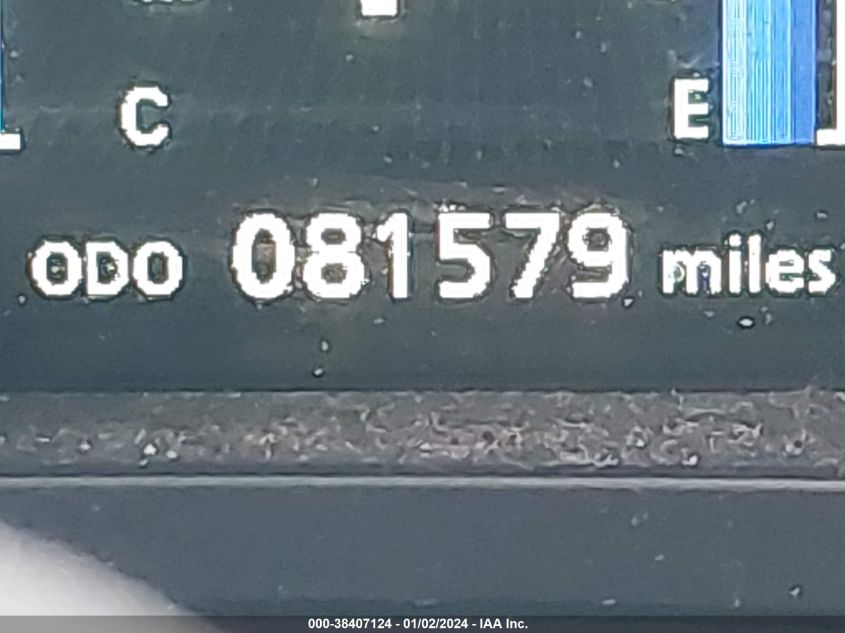 C E
ODO 081579 miles
000-38407124 - 01/02/2024 - IAA Inc.